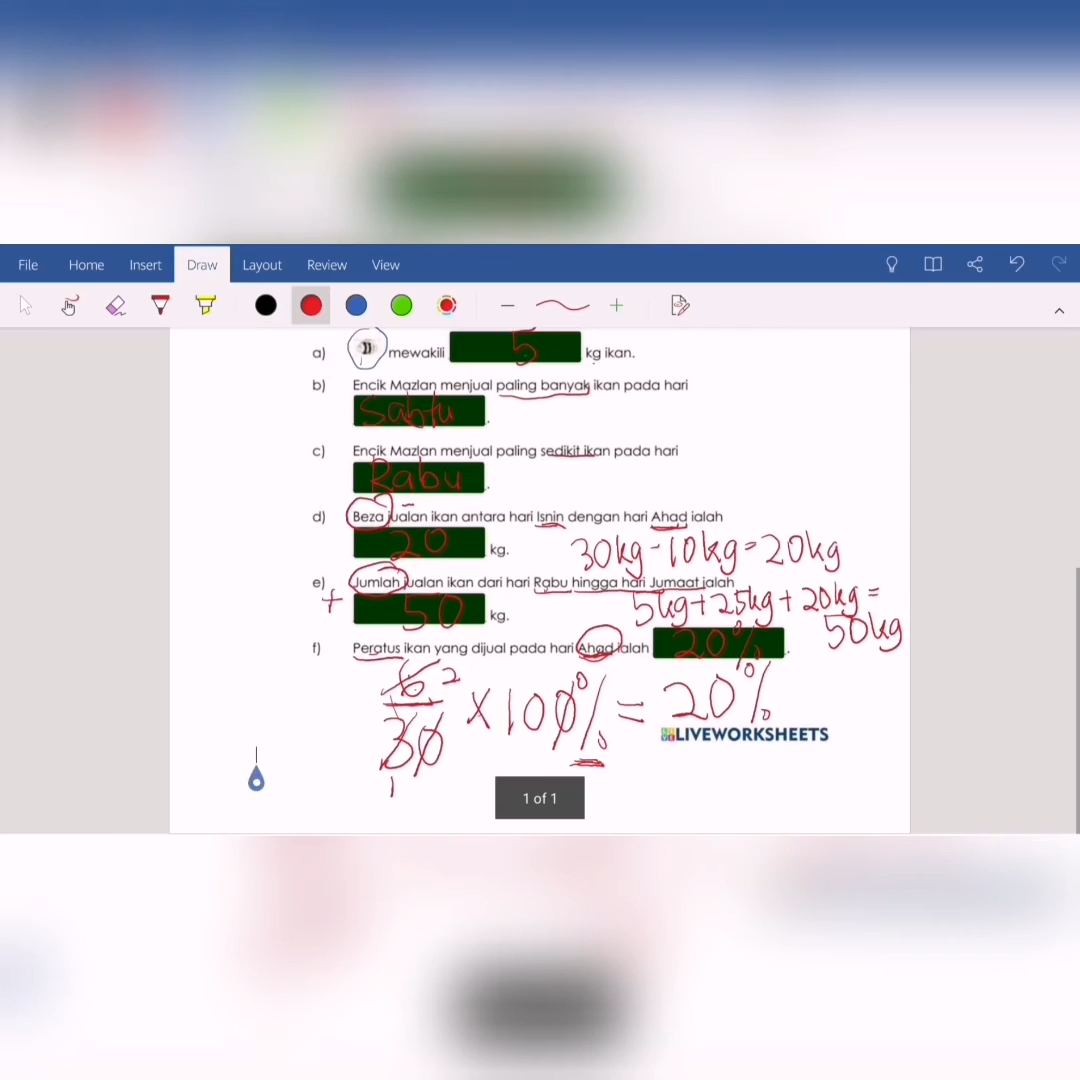 File Home Insert Draw Layout Review View
a) mewakili 5 kg ikan.
b) Encik Mazlan menjual paling banyak ikan pada hari
Sabtu.
c) Encik Mazlan menjual paling sedikit ikan pada hari
Rabu.
d) Beza jualan ikan antara hari Isnin dengan hari Ahad ialah
20 kg. 30kg - 10kg = 20kg
e) Jumlah jualan ikan dari hari Rabu hingga hari Jumaat ialah
+ 50 kg. 5kg + 25kg + 20kg =
50kg
f) Peratus ikan yang dijual pada hari Ahad ialah 20%.
6 2
30 × 100% = 20%
1
0
LIVEWORKSHEETS
1 of 1